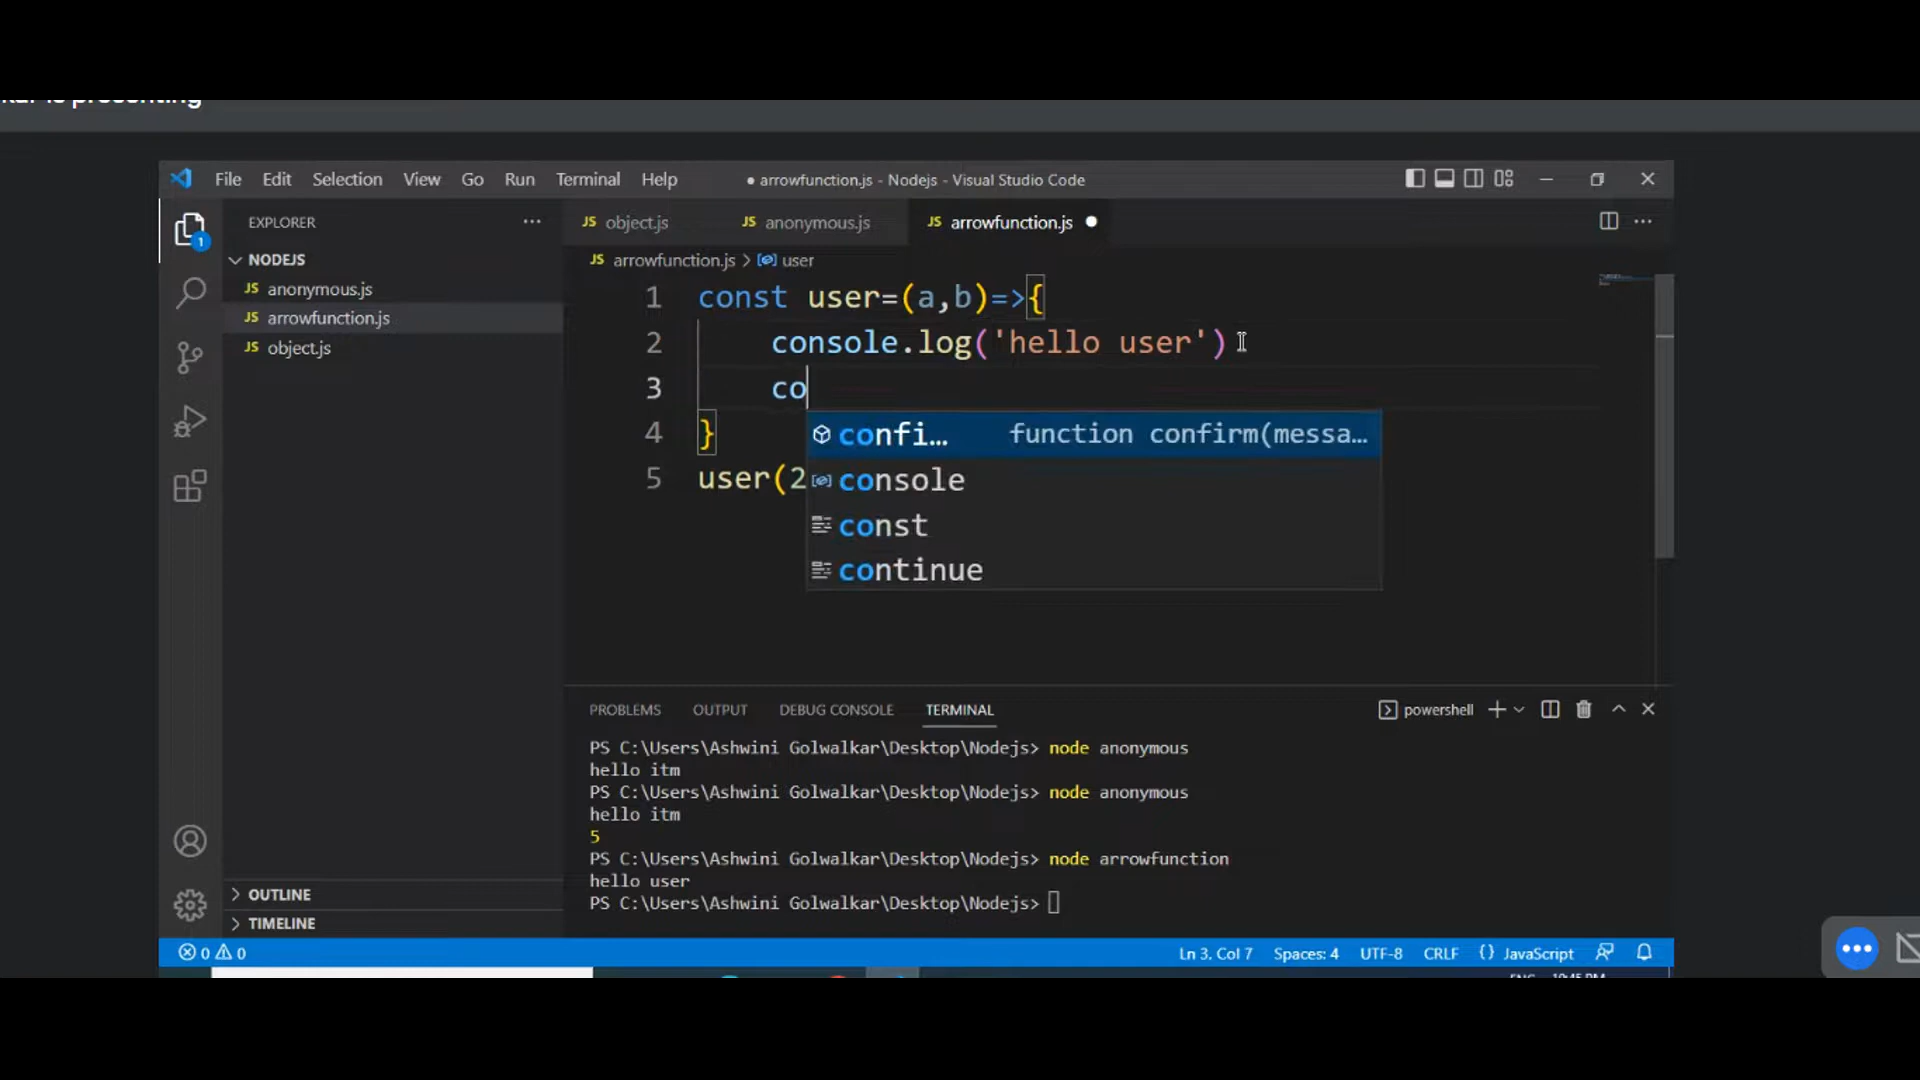 is presenting
File Edit Selection View Go Run Terminal Help
● arrowfunction.js - Nodejs - Visual Studio Code
EXPLORER
1
NODEJS
JS anonymous.js
JS arrowfunction.js
JS object.js
OUTLINE
TIMELINE
JS object.js JS anonymous.js JS arrowfunction.js ●
JS arrowfunction.js > user
1 const user=(a,b)=>{
2 console.log('hello user')
3 co
4 }
5 user(2
confi… function confirm(messa…
console
const
continue
PROBLEMS OUTPUT DEBUG CONSOLE TERMINAL
powershell
PS C:\Users\Ashwini Golwalkar\Desktop\Nodejs> node anonymous
hello itm
PS C:\Users\Ashwini Golwalkar\Desktop\Nodejs> node anonymous
hello itm
5
PS C:\Users\Ashwini Golwalkar\Desktop\Nodejs> node arrowfunction
hello user
PS C:\Users\Ashwini Golwalkar\Desktop\Nodejs>
0 0
Ln 3, Col 7 Spaces: 4 UTF-8 CRLF {} JavaScript